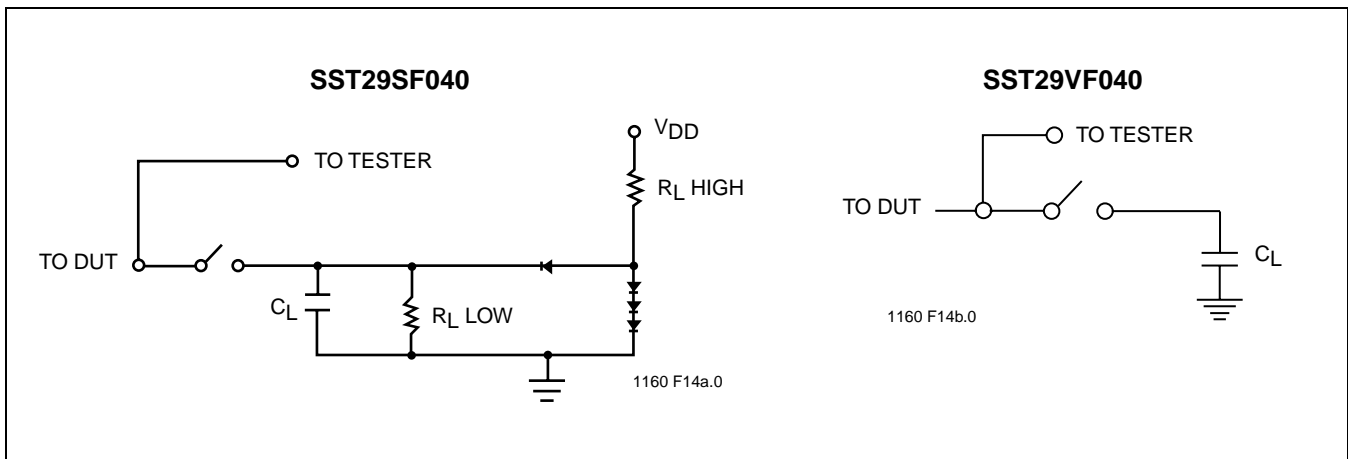 SST29SF040
VDD
TO TESTER
RL HIGH
TO DUT
CL
RL LOW
1160 F14a.0
SST29VF040
TO TESTER
TO DUT
CL
1160 F14b.0